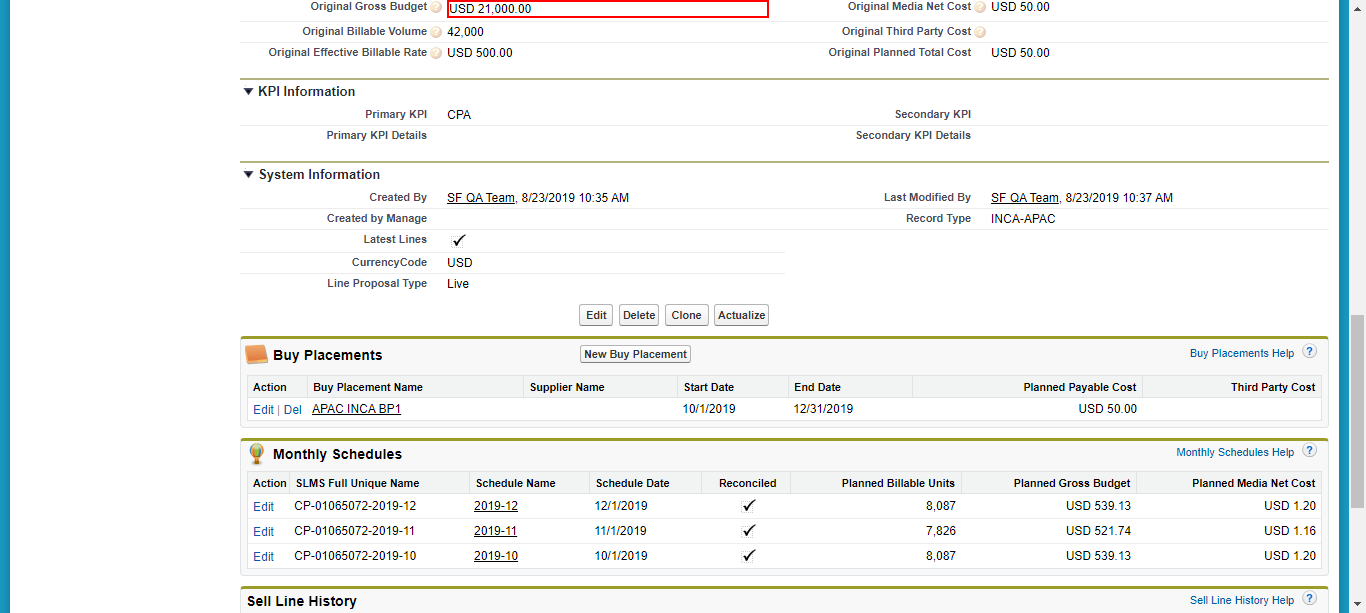 Original Gross Budget ? USD 21,000.00 Original Media Net Cost ? USD 50.00
Original Billable Volume ? 42,000 Original Third Party Cost ?
Original Effective Billable Rate ? USD 500.00 Original Planned Total Cost USD 50.00
KPI Information
Primary KPI CPA Secondary KPI
Primary KPI Details Secondary KPI Details
System Information
Created By SF QA Team, 8/23/2019 10:35 AM Last Modified By SF QA Team, 8/23/2019 10:37 AM
Created by Manage Record Type INCA-APAC
Latest Lines
CurrencyCode USD
Line Proposal Type Live
Edit Delete Clone Actualize
Buy Placements New Buy Placement Buy Placements Help ?
Action Buy Placement Name Supplier Name Start Date End Date Planned Payable Cost Third Party Cost
Edit | Del APAC INCA BP1 10/1/2019 12/31/2019 USD 50.00
Monthly Schedules Monthly Schedules Help ?
Action SLMS Full Unique Name Schedule Name Schedule Date Reconciled Planned Billable Units Planned Gross Budget Planned Media Net Cost
Edit CP-01065072-2019-12 2019-12 12/1/2019 8,087 USD 539.13 USD 1.20
Edit CP-01065072-2019-11 2019-11 11/1/2019 7,826 USD 521.74 USD 1.16
Edit CP-01065072-2019-10 2019-10 10/1/2019 8,087 USD 539.13 USD 1.20
Sell Line History Sell Line History Help ?